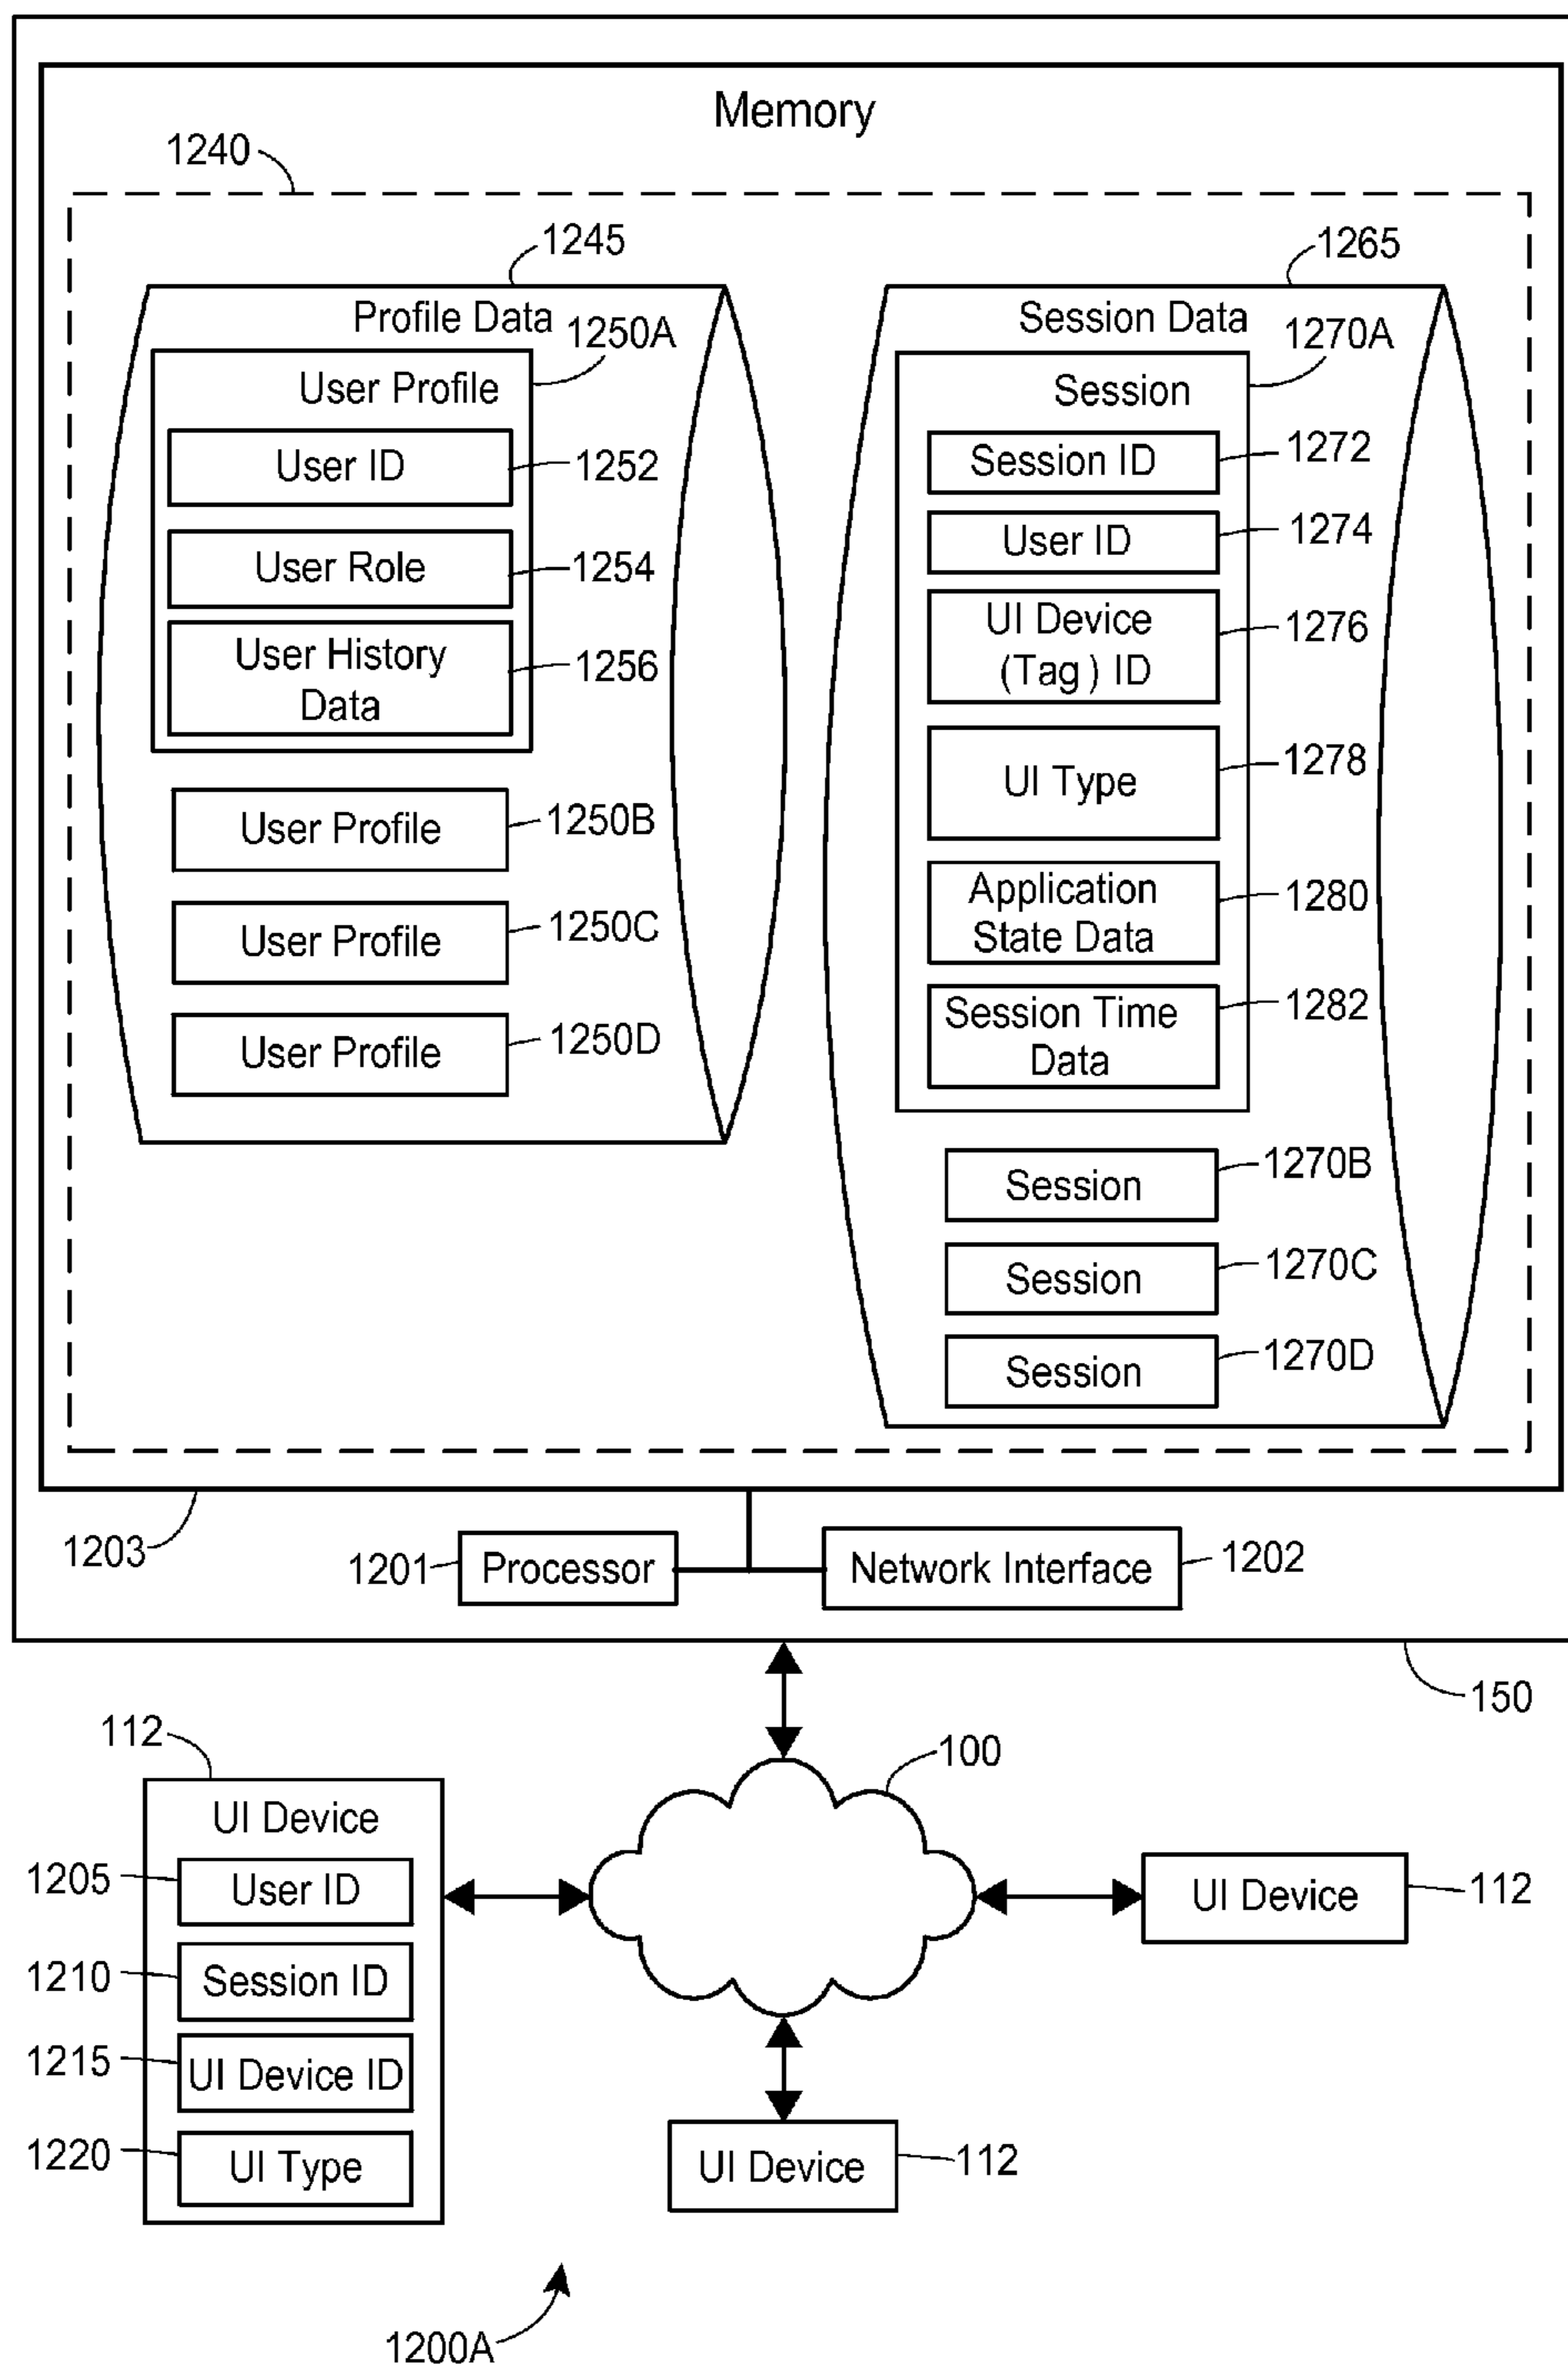 Memory
1240
1245
1265
Profile Data
Session Data
1250A
1270A
User Profile
Session
User ID
1252
Session ID
1272
User Role
1254
User ID
1274
User History
Data
1256
UI Device
(Tag) ID
1276
UI Type
1278
User Profile
1250B
Application
State Data
1280
User Profile
1250C
Session Time
Data
1282
User Profile
1250D
Session
1270B
Session
1270C
Session
1270D
1203
1201
Processor
Network Interface
1202
150
112
100
UI Device
1205
User ID
1210
Session ID
1215
UI Device ID
1220
UI Type
UI Device
112
UI Device
112
1200A